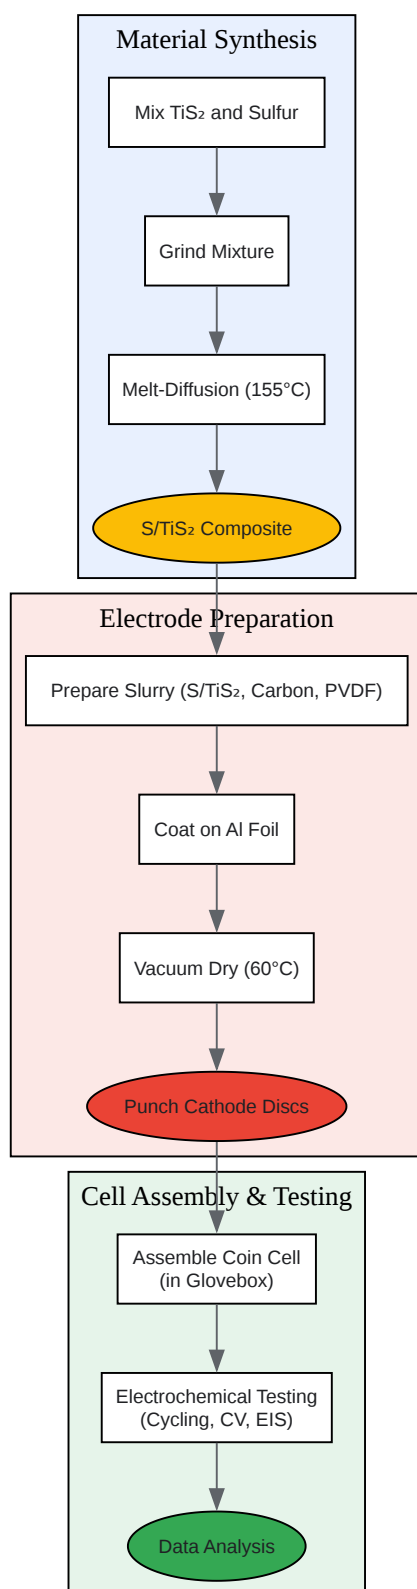 Material Synthesis
Mix TiS₂ and Sulfur
Grind Mixture
Melt-Diffusion (155°C)
S/TiS₂ Composite
Electrode Preparation
Prepare Slurry (S/TiS₂, Carbon, PVDF)
Coat on Al Foil
Vacuum Dry (60°C)
Punch Cathode Discs
Cell Assembly & Testing
Assemble Coin Cell
(in Glovebox)
Electrochemical Testing
(Cycling, CV, EIS)
Data Analysis